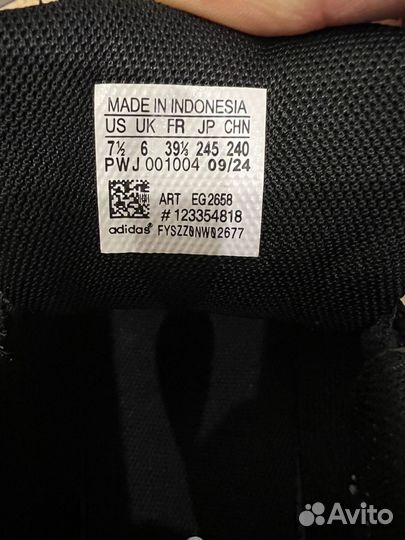 MADE IN INDONESIA
US UK FR JP CHN
7½ 6 39⅓ 245 240
PWJ 001004 09/24
ART EG2658
# 123354818
adidas® FYSZZ0NW02677
Avito